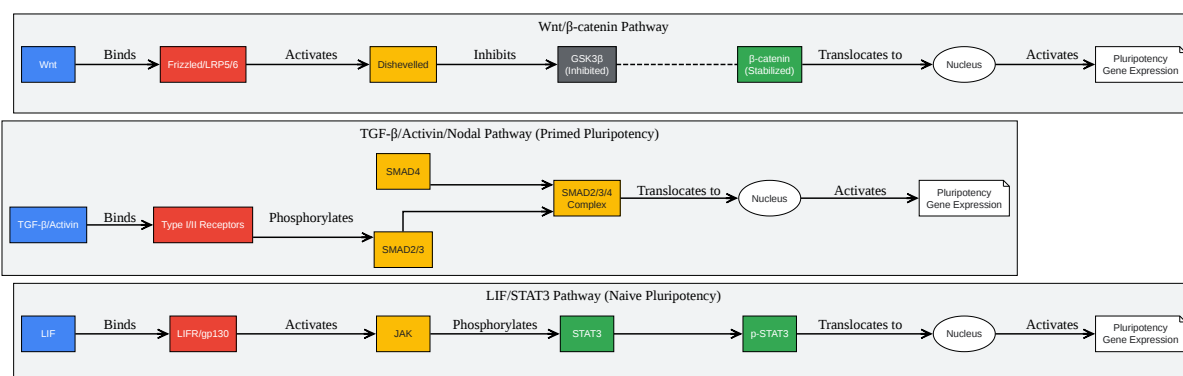 Wnt/β-catenin Pathway
Wnt
Binds
Frizzled/LRP5/6
Activates
Dishevelled
Inhibits
GSK3β
(Inhibited)
β-catenin
(Stabilized)
Translocates to
Nucleus
Activates
Pluripotency
Gene Expression
TGF-β/Activin/Nodal Pathway (Primed Pluripotency)
SMAD4
TGF-β/Activin
Binds
Type I/II Receptors
Phosphorylates
SMAD2/3
SMAD2/3/4
Complex
Translocates to
Nucleus
Activates
Pluripotency
Gene Expression
LIF/STAT3 Pathway (Naive Pluripotency)
LIF
Binds
LIFR/gp130
Activates
JAK
Phosphorylates
STAT3
p-STAT3
Translocates to
Nucleus
Activates
Pluripotency
Gene Expression